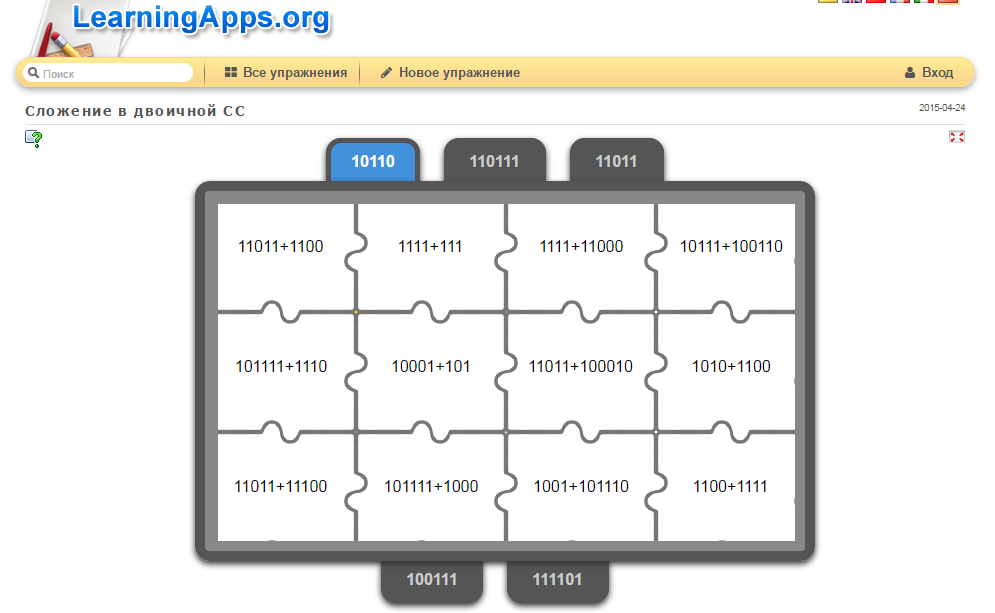 LearningApps.org
Поиск Все упражнения Новое упражнение Вход
Сложение в двоичной СС 2015-04-24
10110 110111 11011
11011+1100 1111+111 1111+11000 10111+100110
101111+1110 10001+101 11011+100010 1010+1100
11011+11100 101111+1000 1001+101110 1100+1111
100111 111101